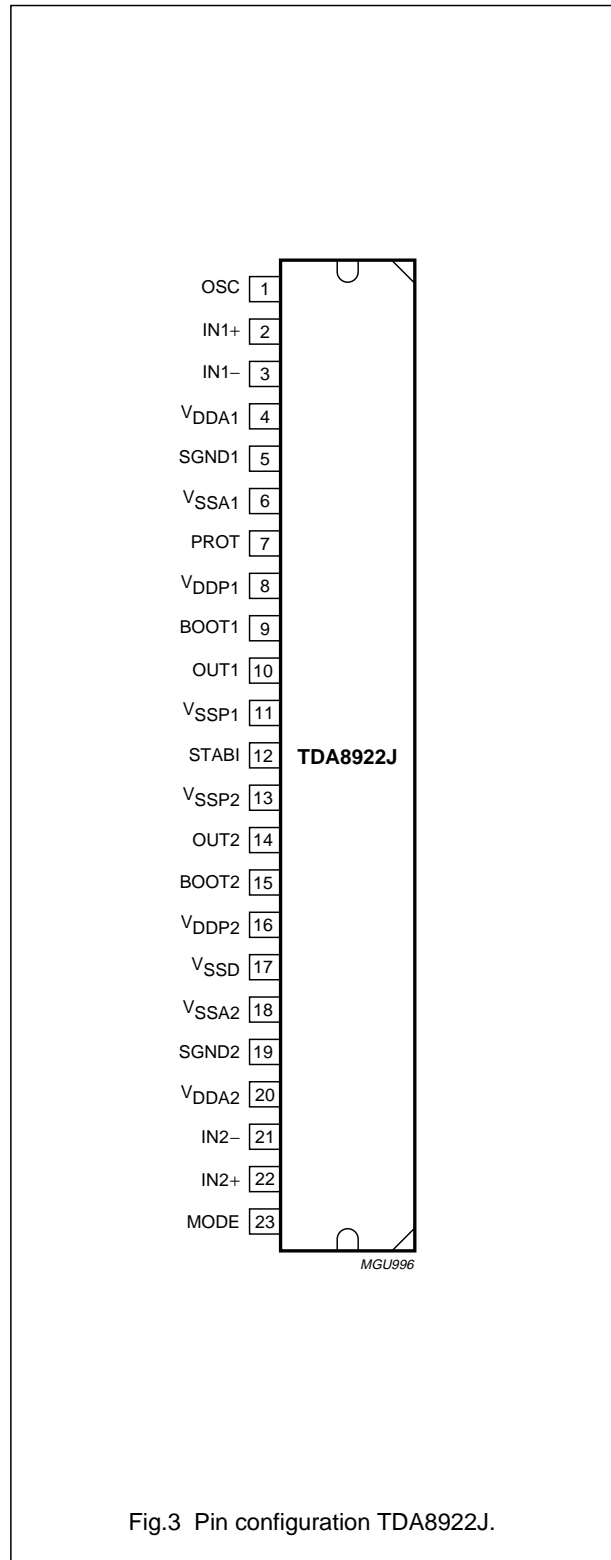 OSC 1
IN1+ 2
IN1− 3
VDDA1 4
SGND1 5
VSSA1 6
PROT 7
VDDP1 8
BOOT1 9
OUT1 10
VSSP1 11
STABI 12 TDA8922J
VSSP2 13
OUT2 14
BOOT2 15
VDDP2 16
VSSD 17
VSSA2 18
SGND2 19
VDDA2 20
IN2− 21
IN2+ 22
MODE 23
MGU996
Fig.3 Pin configuration TDA8922J.